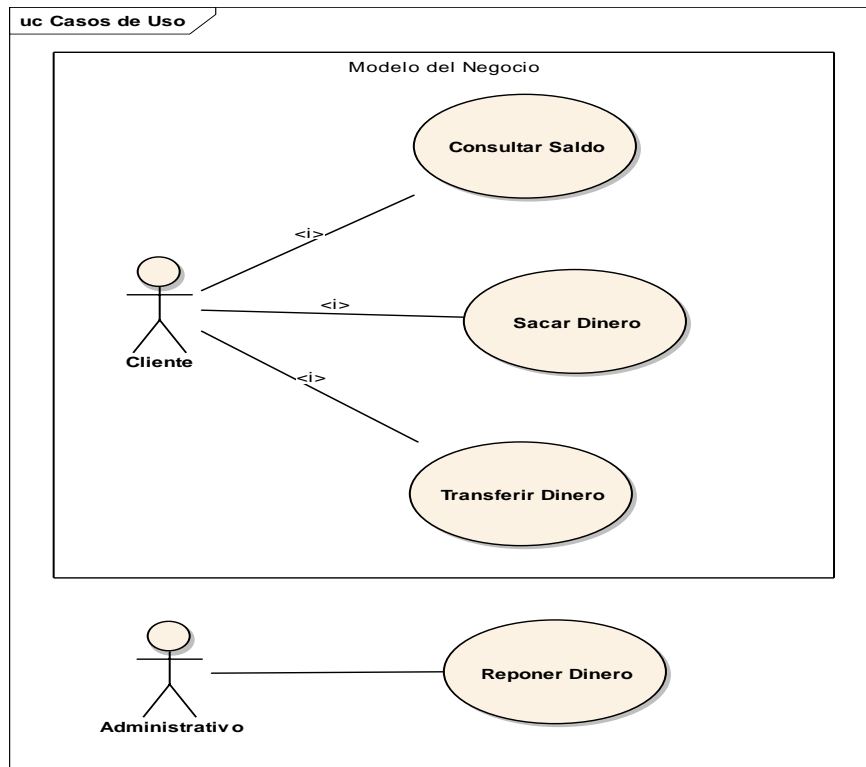 uc Casos de Uso
Modelo del Negocio
Consultar Saldo
<i>
<i>
Sacar Dinero
Cliente
<i>
Transferir Dinero
Reponer Dinero
Administrativo